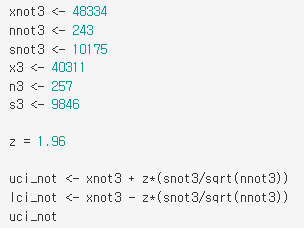 xnot3 <- 48334
nnot3 <- 243
snot3 <- 10175
x3 <- 40311
n3 <- 257
s3 <- 9846
z = 1.96
uci_not <- xnot3 + z*(snot3/sqrt(nnot3))
lci_not <- xnot3 - z*(snot3/sqrt(nnot3))
uci_not